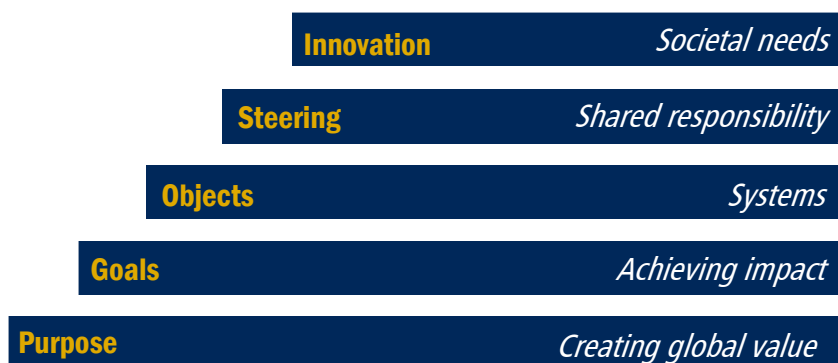 Innovation Societal needs
Steering Shared responsibility
Objects Systems
Goals Achieving impact
Purpose Creating global value